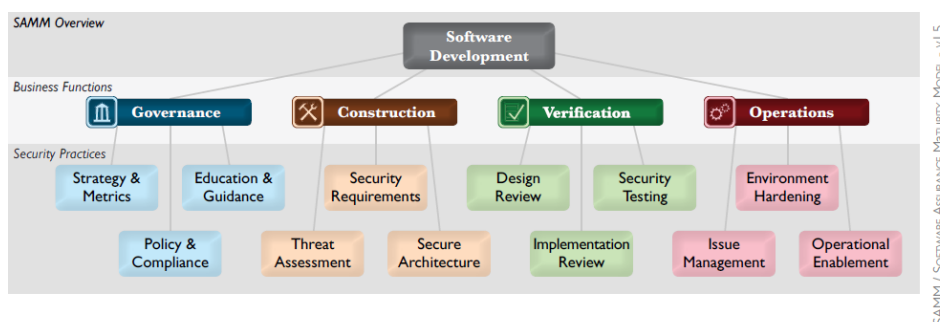 SAMM Overview
Software
Development
Business Functions
Governance
Construction
Verification
Operations
Security Practices
Strategy &
Metrics
Education &
Guidance
Security
Requirements
Design
Review
Security
Testing
Environment
Hardening
Policy &
Compliance
Threat
Assessment
Secure
Architecture
Implementation
Review
Issue
Management
Operational
Enablement
SAMM / Software Assurance Maturity Model - v1.5